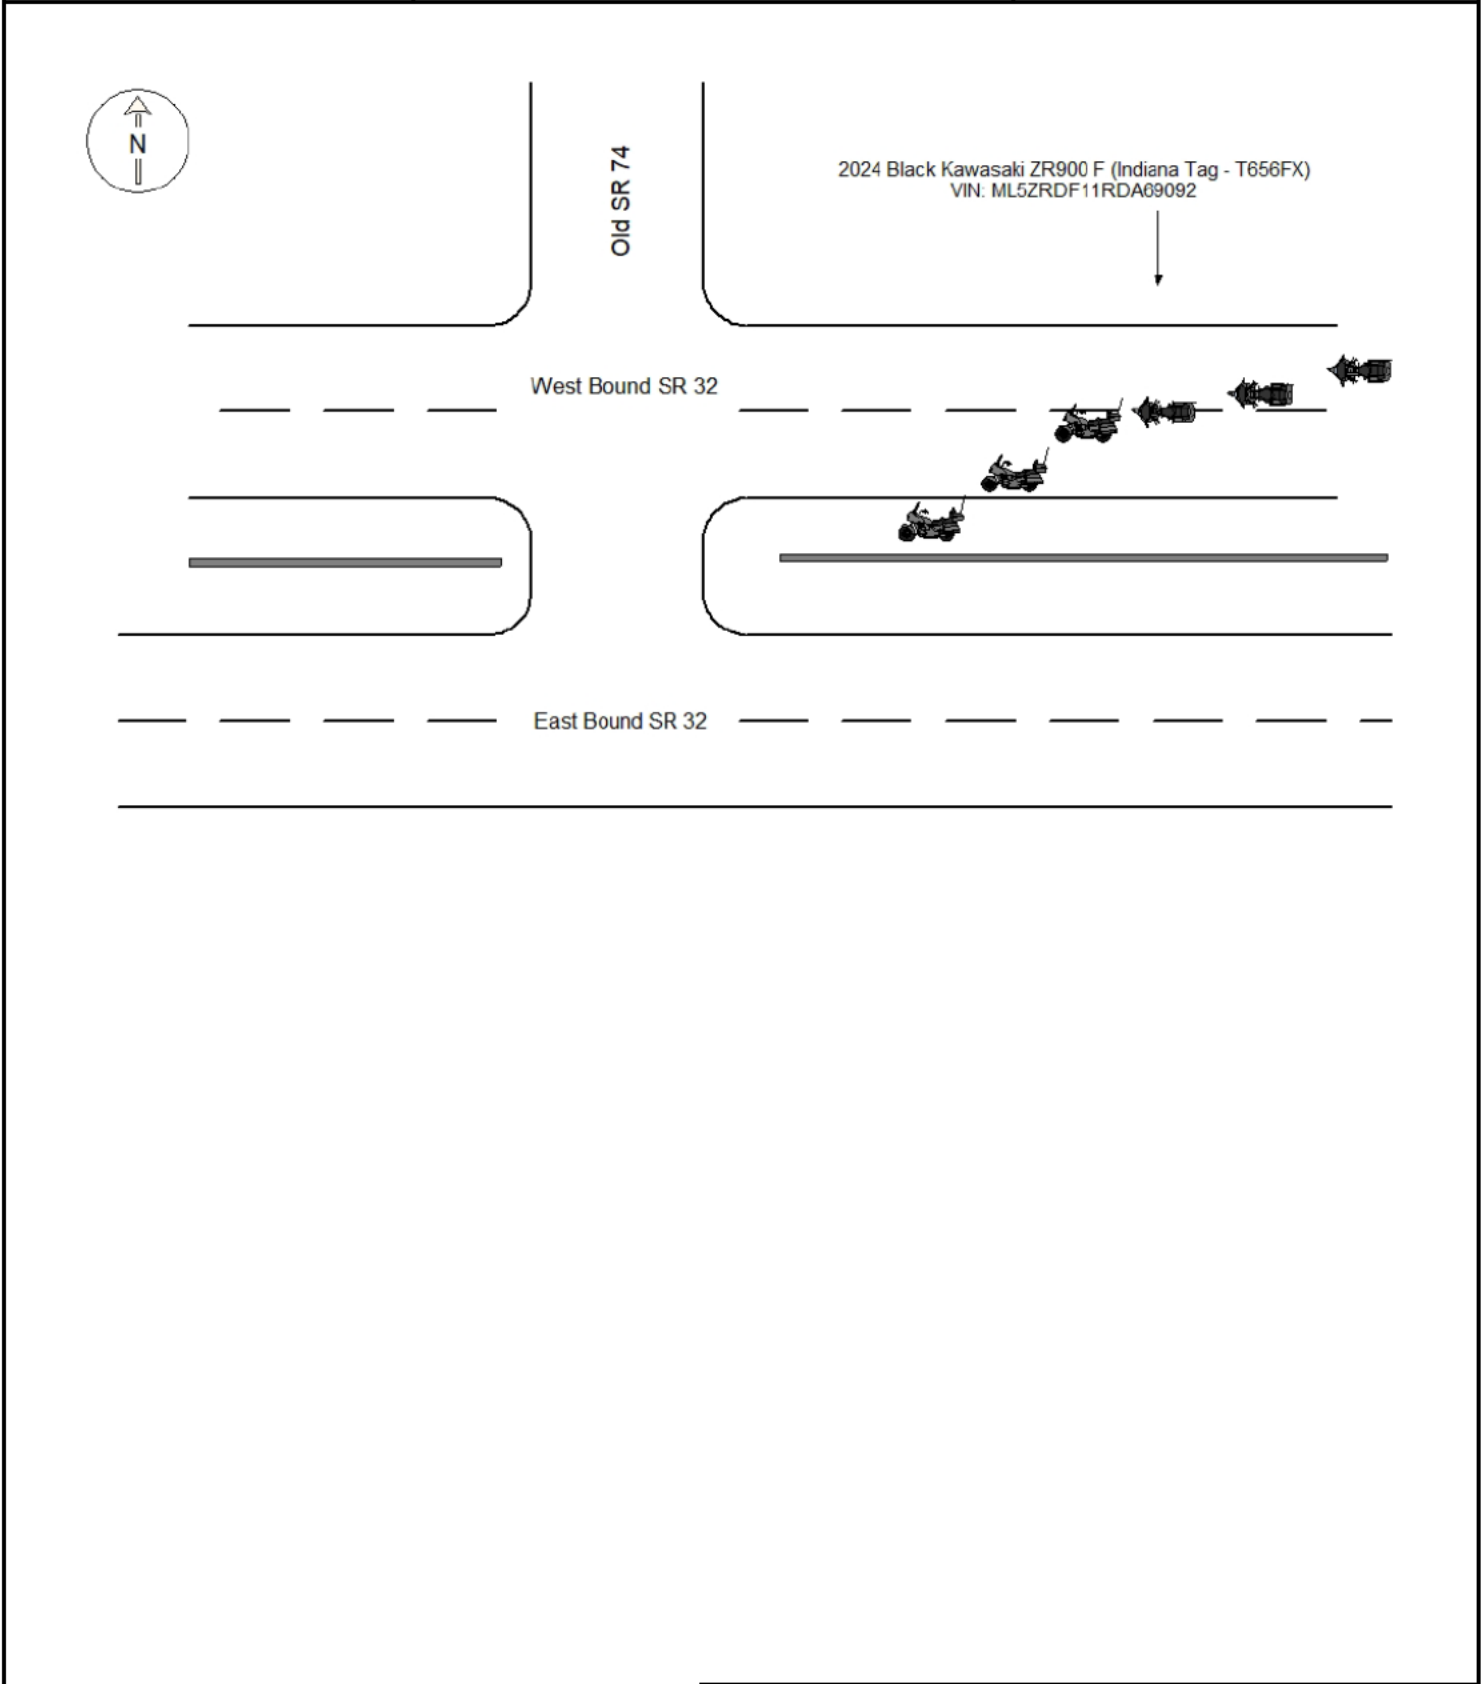 N
Old SR 74
2024 Black Kawasaki ZR900 F (Indiana Tag - T656FX)
VIN: ML5ZRDF11RDA69092
West Bound SR 32
East Bound SR 32